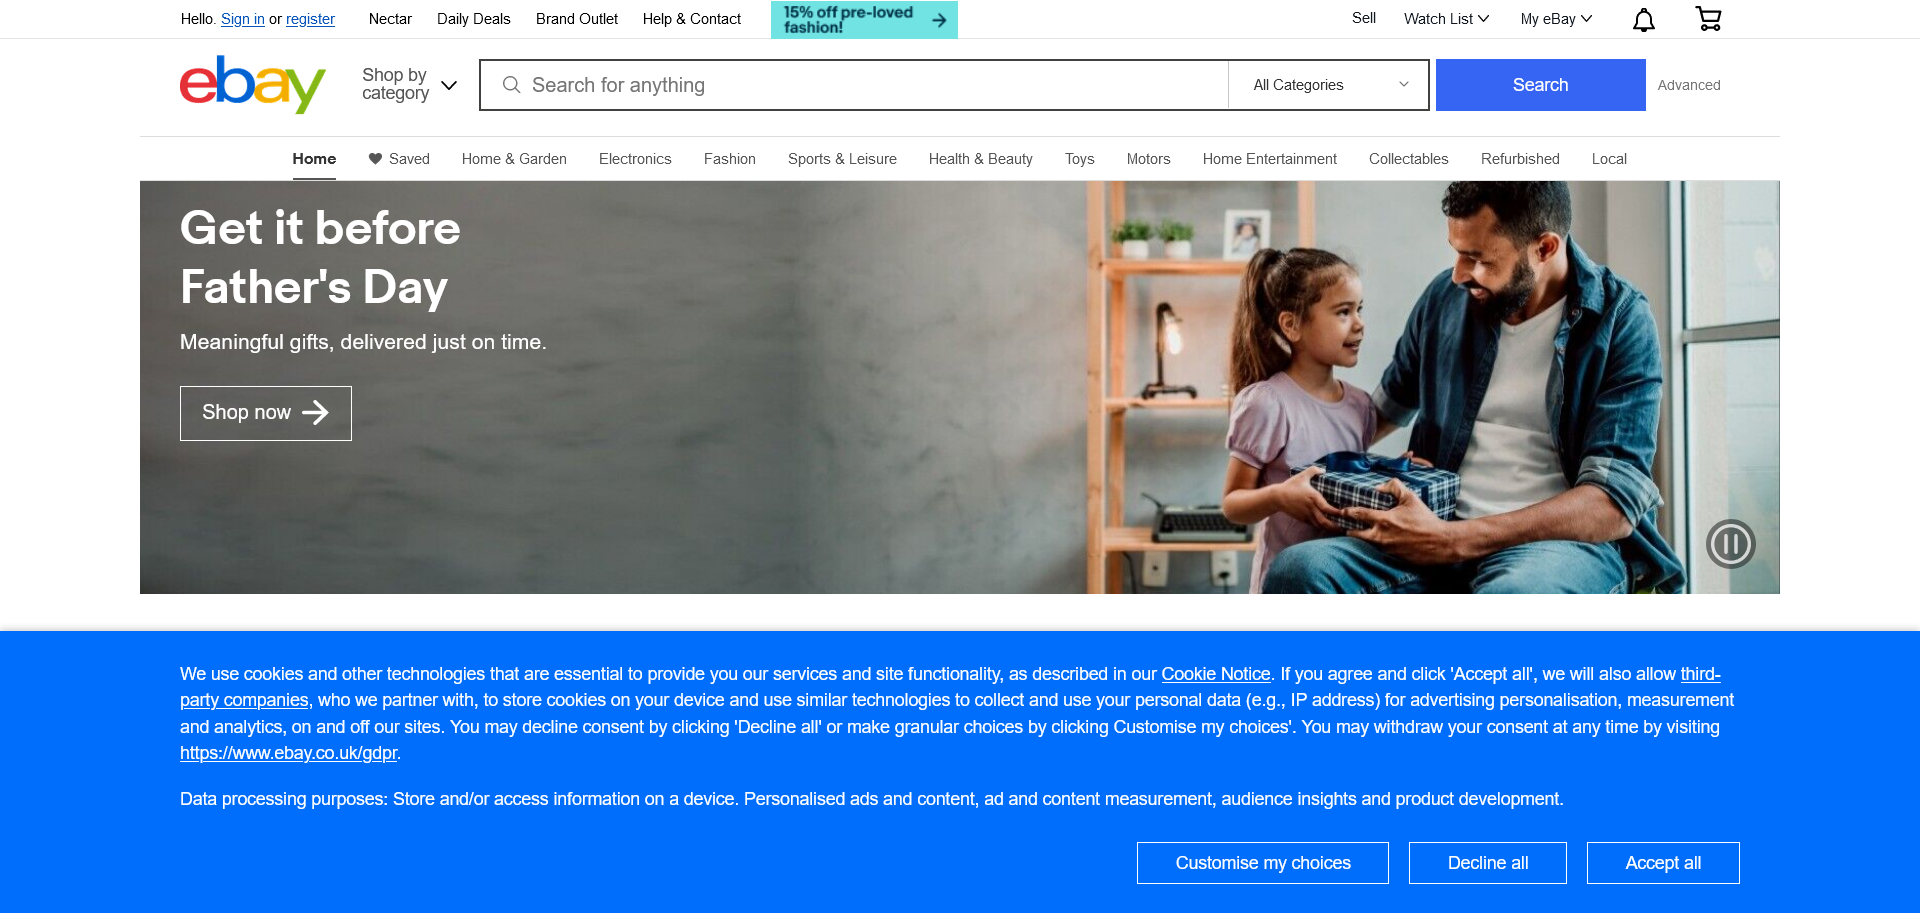 Hello. Sign in or register
Nectar
Daily Deals
Brand Outlet
Help & Contact
15% off pre-loved
fashion!
Sell
Watch List
My eBay
ebay
Shop by
category
Search for anything
All Categories
Search
Advanced
Home
Saved
Home & Garden
Electronics
Fashion
Sports & Leisure
Health & Beauty
Toys
Motors
Home Entertainment
Collectables
Refurbished
Local
Get it before
Father's Day
Meaningful gifts, delivered just on time.
Shop now
We use cookies and other technologies that are essential to provide you our services and site functionality, as described in our Cookie Notice. If you agree and click 'Accept all', we will also allow third-
party companies, who we partner with, to store cookies on your device and use similar technologies to collect and use your personal data (e.g., IP address) for advertising personalisation, measurement
and analytics, on and off our sites. You may decline consent by clicking 'Decline all' or make granular choices by clicking Customise my choices'. You may withdraw your consent at any time by visiting
https://www.ebay.co.uk/gdpr.
Data processing purposes: Store and/or access information on a device. Personalised ads and content, ad and content measurement, audience insights and product development.
Customise my choices
Decline all
Accept all